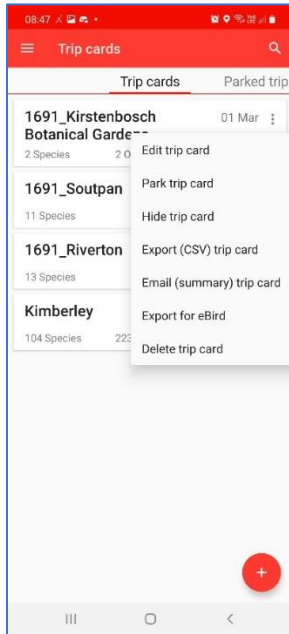 08:47
Trip cards
Trip cards Parked trip
1691_Kirstenbosch 01 Mar
Botanical Gardens
2 Species 2 O
Edit trip card
Park trip card
1691_Soutpan
11 Species
Hide trip card
Export (CSV) trip card
1691_Riverton
13 Species
Email (summary) trip card
Export for eBird
Kimberley
104 Species 223
Delete trip card
+